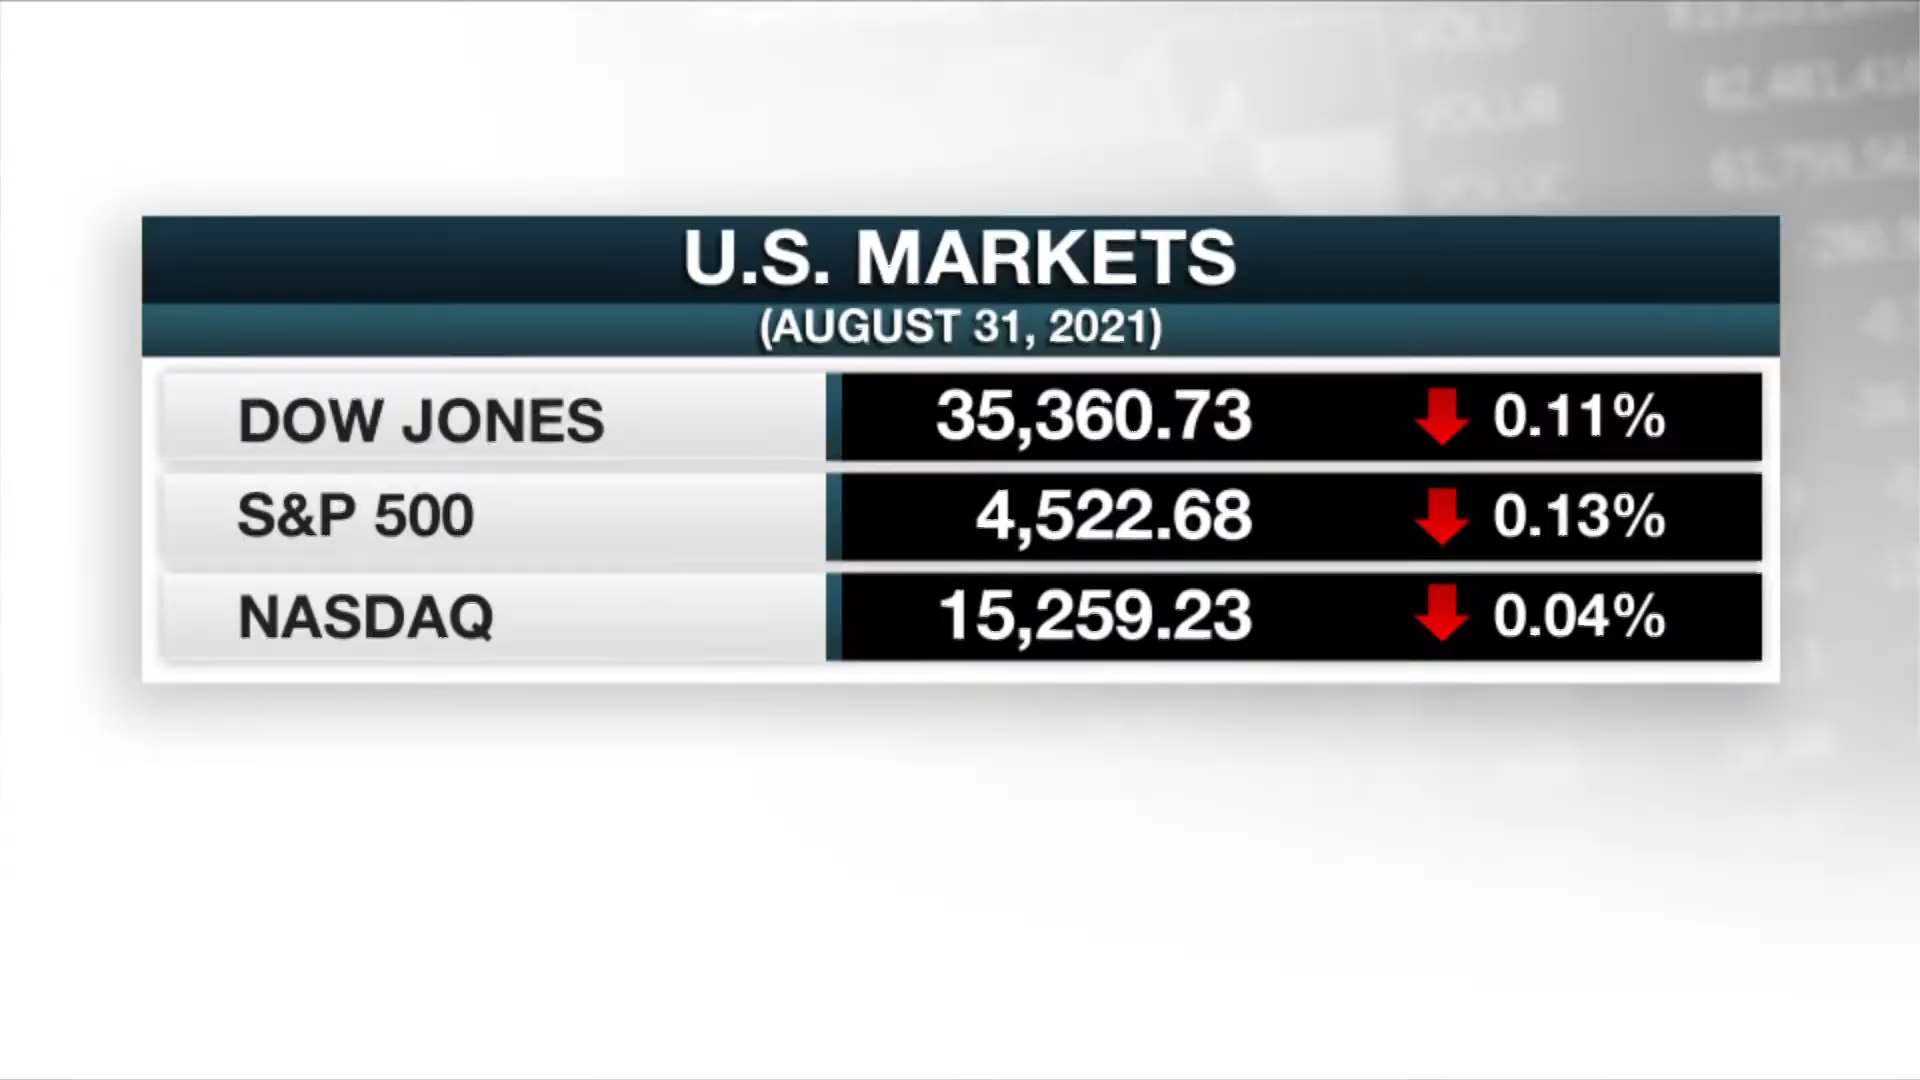 U.S. MARKETS
(AUGUST 31, 2021)
DOW JONES 35,360.73 0.11%
S&P 500 4,522.68 0.13%
NASDAQ 15,259.23 0.04%